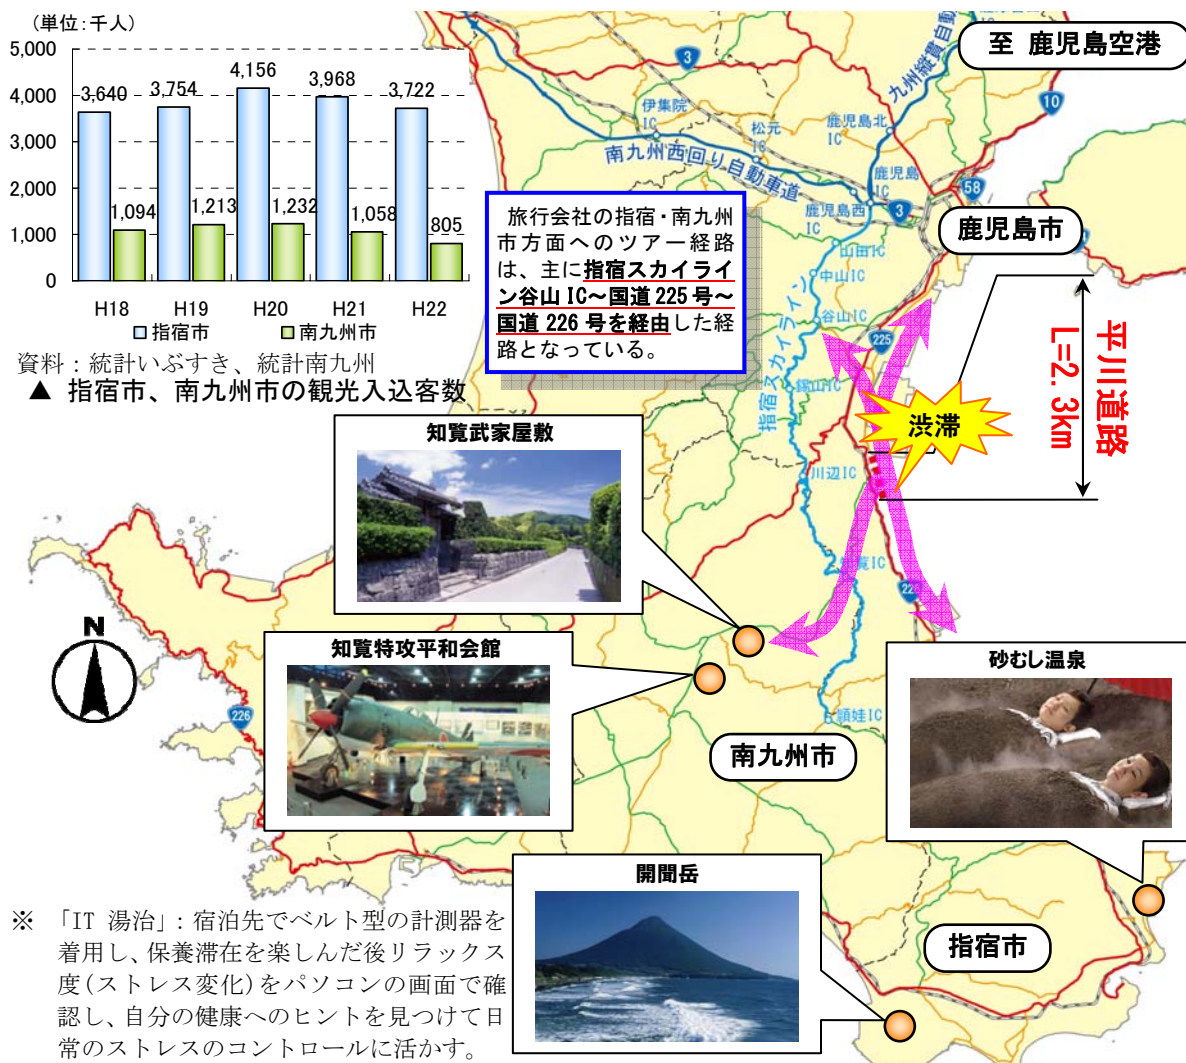 (単位:千人)
5,000
4,000
3,000
2,000
1,000
0
3,640
3,754
4,156
3,968
3,722
1,094
1,213
1,232
1,058
805
H18
H19
H20
H21
H22
指宿市
南九州市
資料：統計いぶすき、統計南九州
▲ 指宿市、南九州市の観光入込客数
至 鹿児島空港
九州縦貫自動
3
10
伊集院
IC
松元
IC
鹿児島北
IC
南九州西回り自動車道
鹿児島
IC
鹿児島西
IC
3
58
鹿児島市
旅行会社の指宿・南九州
市方面へのツアー経路
は、主に指宿スカイライ
ン谷山 IC～国道 225 号～
国道 226 号を経由した経
路となっている。
山田IC
中山IC
谷山IC
指宿スカイライン
225
錫山IC
渋滞
平川道路
L=2.3km
川辺IC
知覧IC
22
知覧武家屋敷
知覧特攻平和会館
N
226
頴娃IC
南九州市
砂むし温泉
開聞岳
指宿市
※ 「IT 湯治」：宿泊先でベルト型の計測器を
着用し、保養滞在を楽しんだ後リラックス
度(ストレス変化)をパソコンの画面で確
認し、自分の健康へのヒントを見つけて日
常のストレスのコントロールに活かす。